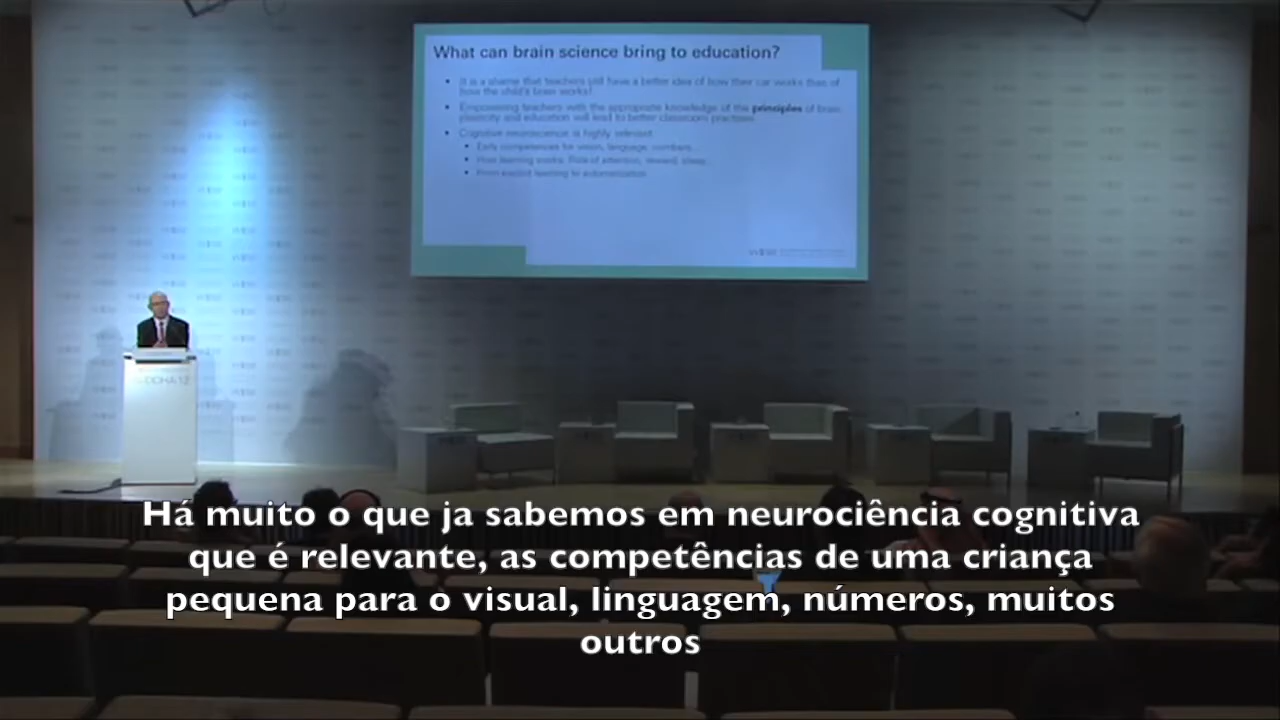 What can brain science bring to education?
• It is a shame that teachers still have a better idea of how their car works than of
how the child's brain works!
• Empowering teachers with the appropriate knowledge of the principles of brain
plasticity and education will lead to better classroom practises
• Cognitive neuroscience is highly relevant
• Early competences for vision, language, numbers
• How learning works: Role of attention, reward, sleep
• From explicit learning to automatization
wise
DOHA 12
Há muito o que ja sabemos em neurociência cognitiva
que é relevante, as competências de uma criança
pequena para o visual, linguagem, números, muitos
outros